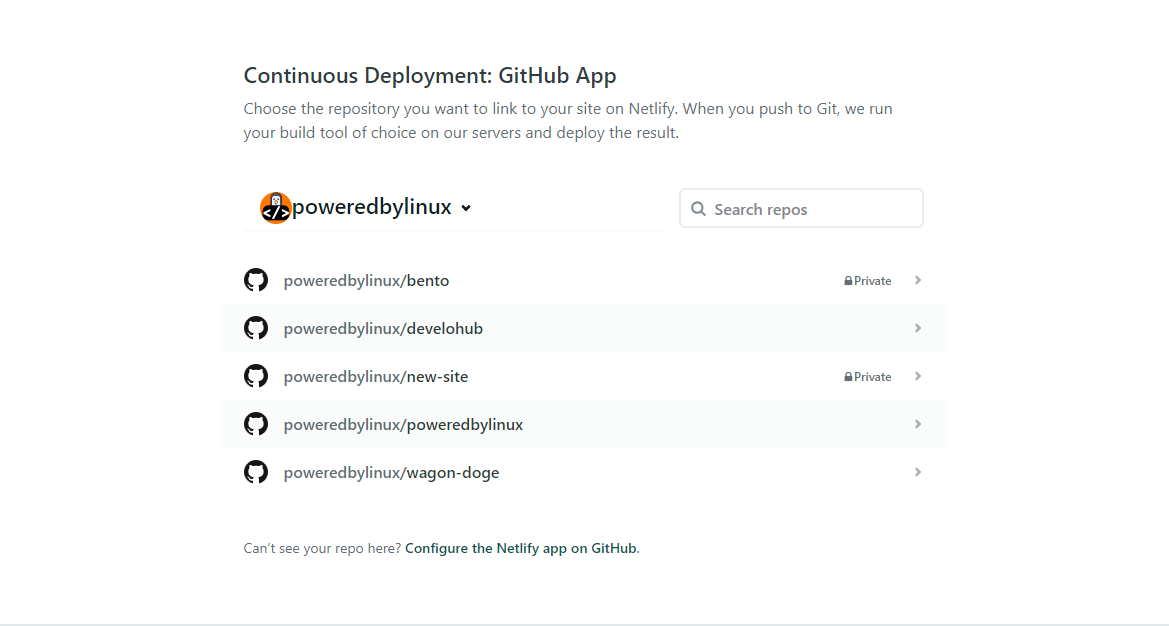 Continuous Deployment: GitHub App
Choose the repository you want to link to your site on Netlify. When you push to Git, we run
your build tool of choice on our servers and deploy the result.
</>
poweredbylinux
Search repos
poweredbylinux/bento
Private
poweredbylinux/develohub
poweredbylinux/new-site
Private
poweredbylinux/poweredbylinux
poweredbylinux/wagon-doge
Can't see your repo here? Configure the Netlify app on GitHub.